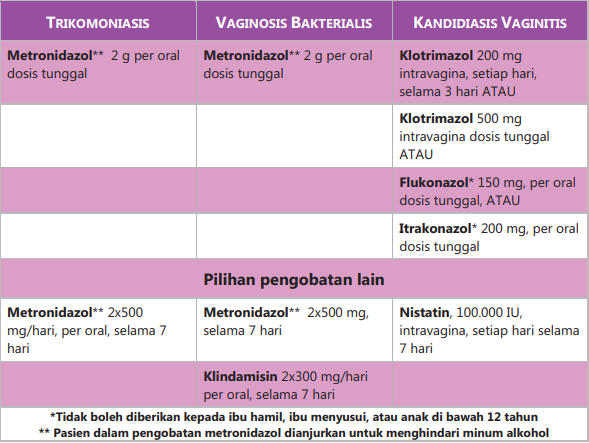 TRIKOMONIASIS
VAGINOSIS BAKTERIALIS
KANDIDIASIS VAGINITIS
Metronidazol** 2 g per oral
dosis tunggal
Metronidazol** 2 g per oral
dosis tunggal
Klotrimazol 200 mg
intravagina, setiap hari,
selama 3 hari ATAU
Klotrimazol 500 mg
intravagina dosis tunggal
ATAU
Flukonazol* 150 mg, per oral
dosis tunggal, ATAU
Itrakonazol* 200 mg, per oral
dosis tunggal
Pilihan pengobatan lain
Metronidazol** 2x500
mg/hari, per oral, selama 7
hari
Metronidazol** 2x500 mg,
selama 7 hari
Nistatin, 100.000 IU,
intravagina, setiap hari selama
7 hari
Klindamisin 2x300 mg/hari
per oral, selama 7 hari
*Tidak boleh diberikan kepada ibu hamil, ibu menyusui, atau anak di bawah 12 tahun
** Pasien dalam pengobatan metronidazol dianjurkan untuk menghindari minum alkohol